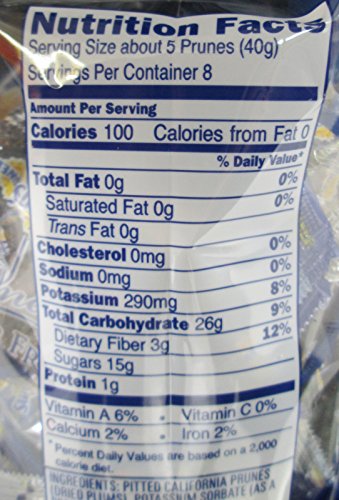 Nutrition Facts
Serving Size about 5 Prunes (40g)
Servings Per Container 8
Amount Per Serving
Calories 100 Calories from Fat 0
% Daily Value*
Total Fat 0g 0%
Saturated Fat 0g 0%
Trans Fat 0g
Cholesterol 0mg 0%
Sodium 0mg 0%
Potassium 290mg 8%
Total Carbohydrate 26g 9%
Dietary Fiber 3g 12%
Sugars 15g
Protein 1g
Vitamin A 6% • Vitamin C 0%
Calcium 2% • Iron 2%
*Percent Daily Values are based on a 2,000
calorie diet.
INGREDIENTS: PITTED CALIFORNIA PRUNES
(DRIED PLUMS), POTASSIUM SORBATE (AS A